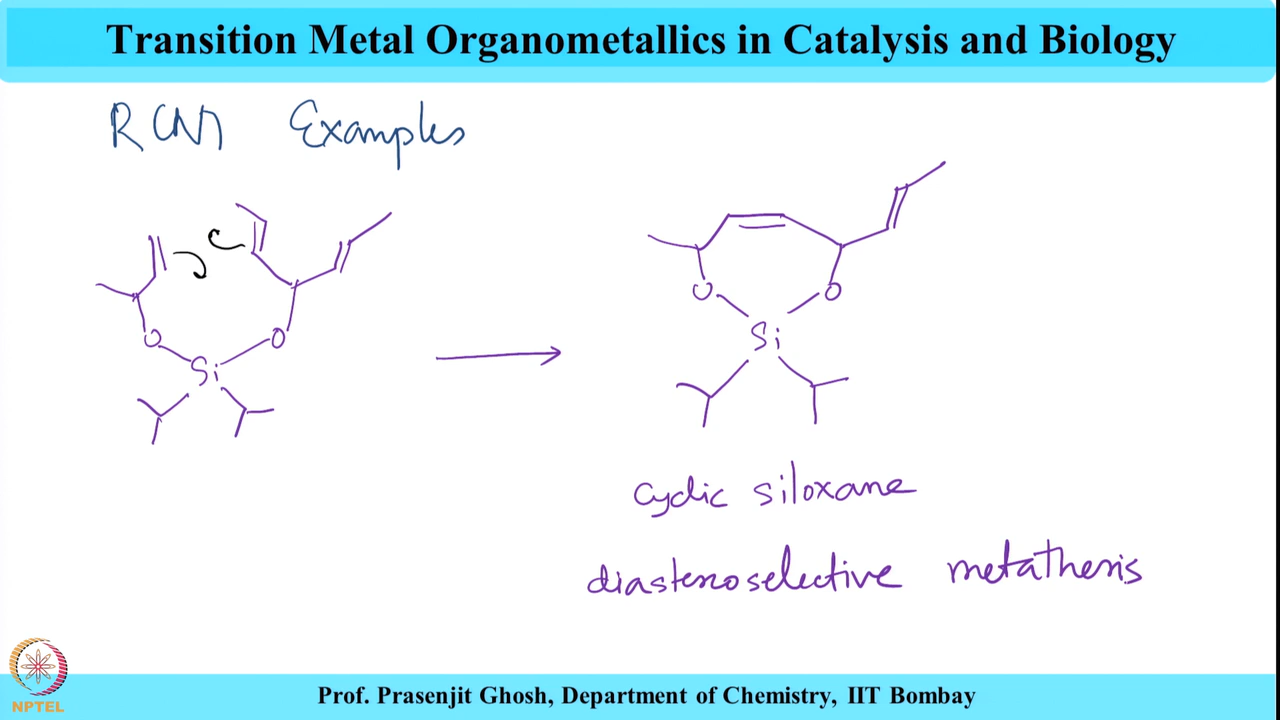 Transition Metal Organometallics in Catalysis and Biology
RCM Examples
O O
Si
O O
Si
cyclic siloxane
diastereoselective metathesis
NPTEL
Prof. Prasenjit Ghosh, Department of Chemistry, IIT Bombay